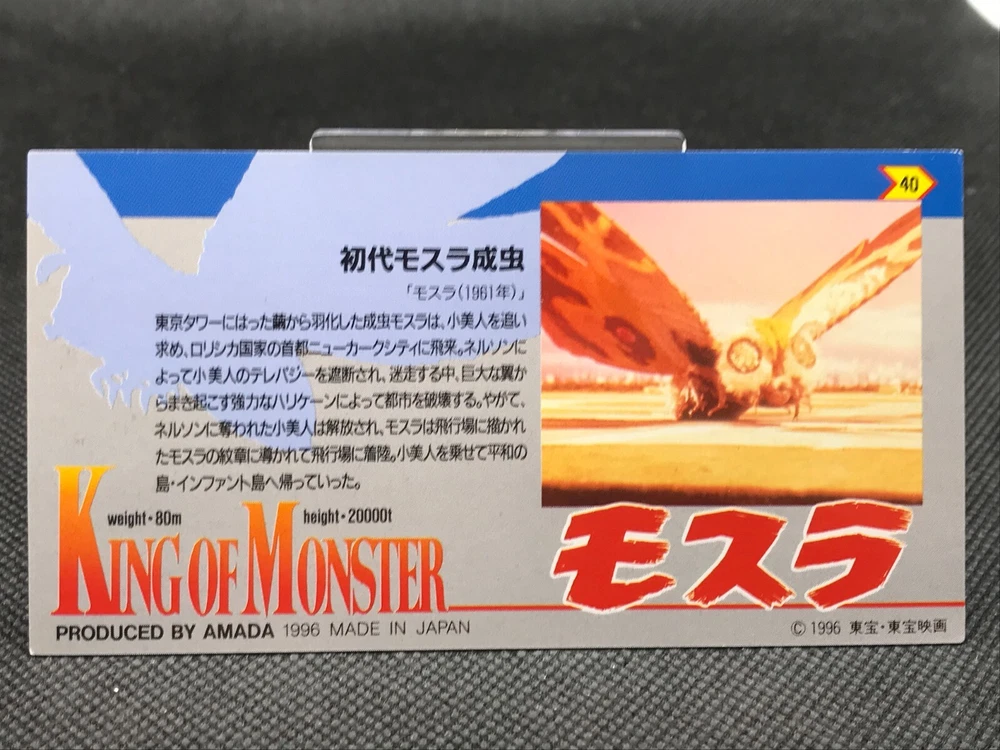 40
初代モスラ成虫
「モスラ(1961年)」
東京タワーにはった繭から羽化した成虫モスラは、小美人を追い
求め、ロリシカ国家の首都ニューカークシティに飛来。ネルソンに
よって小美人のテレバジーを遮断され、迷走する中、巨大な翼か
らまき起こす強力なハリケーンによって都市を破壊する。やがて、
ネルソンに奪われた小美人は解放され、モスラは飛行場に描かれ
たモスラの紋章に導かれて飛行場に着陸。小美人を乗せて平和の
島・インファント島へ帰っていった。
weight・80m height・20000t
KING OF MONSTER
モスラ
PRODUCED BY AMADA 1996 MADE IN JAPAN
© 1996 東宝・東宝映画